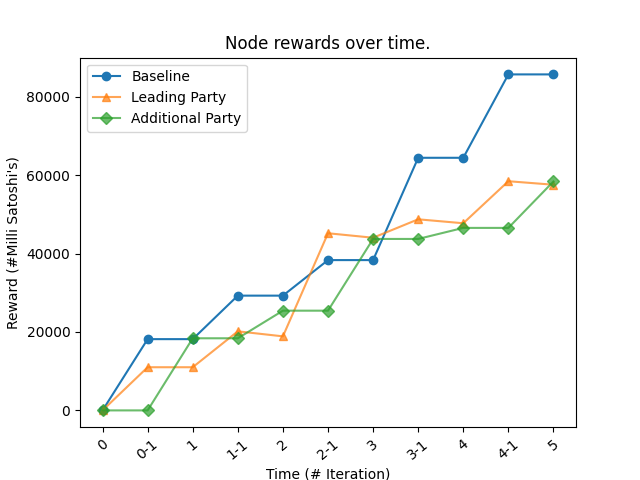 Node rewards over time.
Baseline
Leading Party
Additional Party
Reward (#Milli Satoshi's)
80000
60000
40000
20000
0
0
0-1
1
1-1
2
2-1
3
3-1
4
4-1
5
Time (# Iteration)